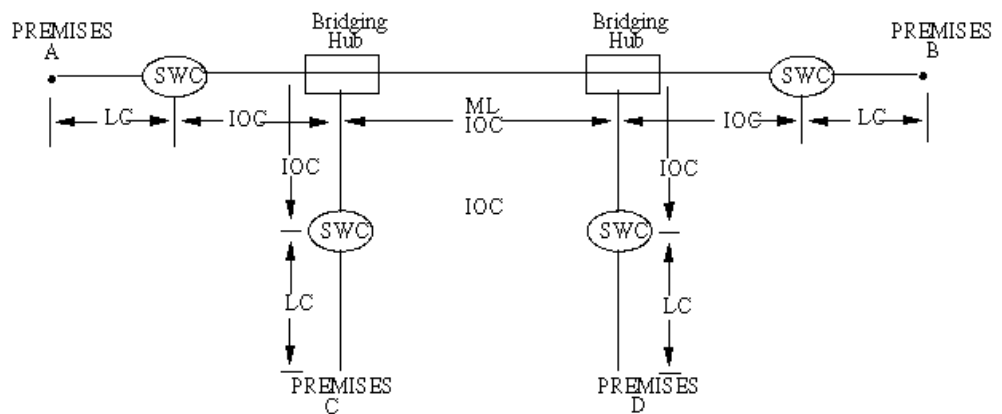 PREMISES
A
Bridging
Hub
Bridging
Hub
PREMISES
B
SWC
SWC
LC
IOC
ML
IOC
IOC
LC
IOC
IOC
IOC
SWC
SWC
LC
LC
PREMISES
C
PREMISES
D